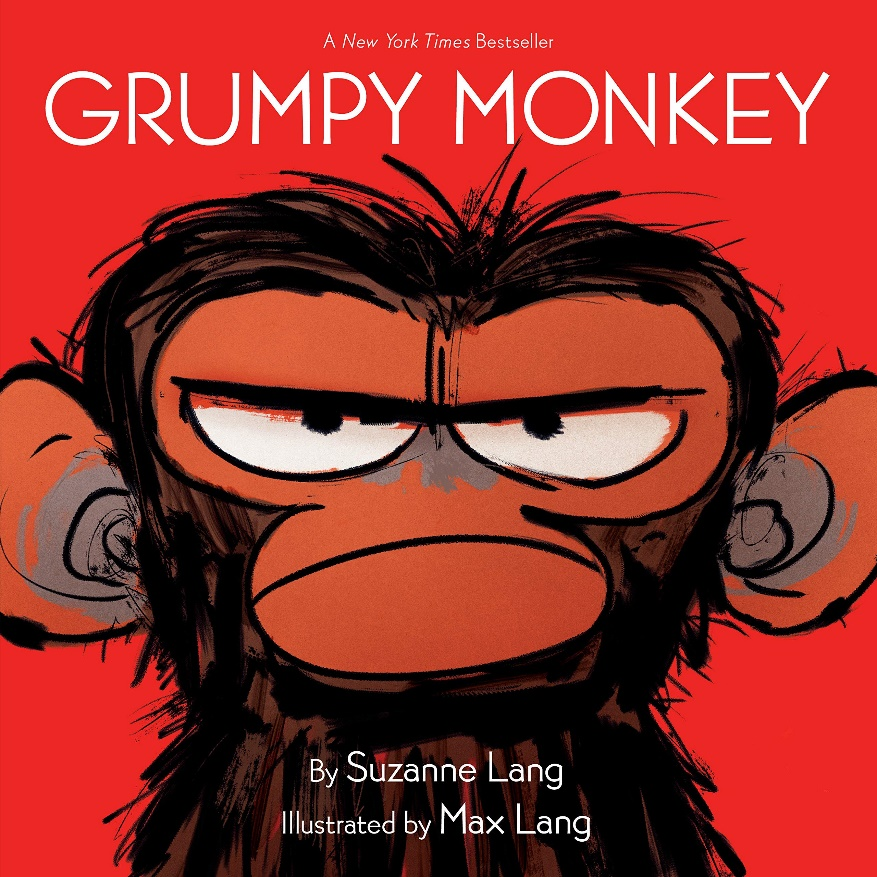 A New York Times Bestseller
GRUMPY MONKEY
By Suzanne Lang
Illustrated by Max Lang